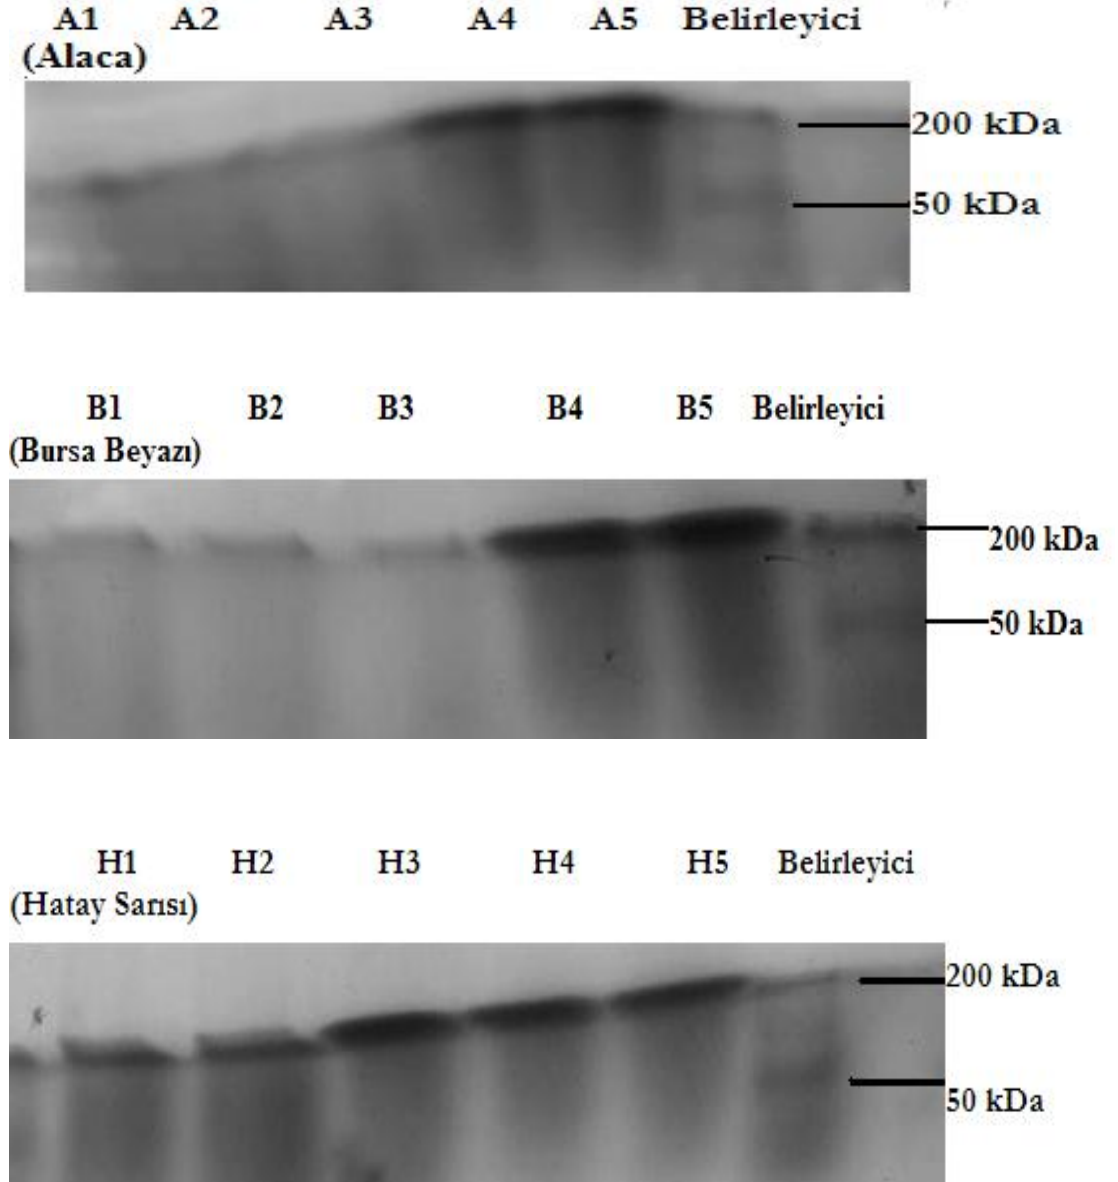 A1 A2 A3 A4 A5 Belirleyici
(Alaca)
200 kDa
50 kDa
B1 B2 B3 B4 B5 Belirleyici
(Bursa Beyazı)
200 kDa
50 kDa
H1 H2 H3 H4 H5 Belirleyici
(Hatay Sarısı)
200 kDa
50 kDa